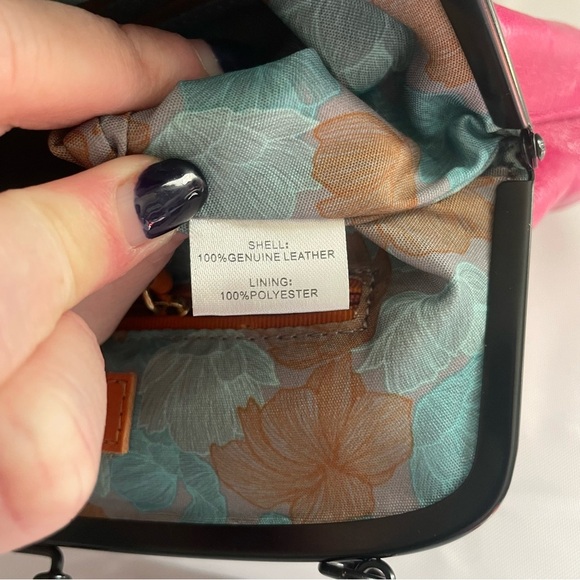 SHELL:
100%GENUINE LEATHER
LINING:
100%POLYESTER